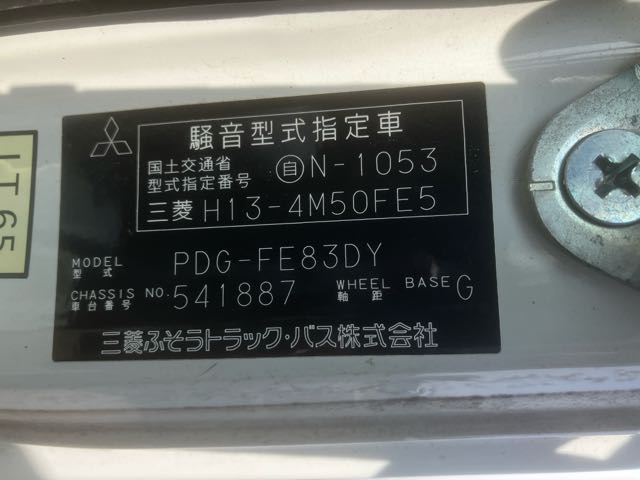 騒音型式指定車
国土交通省
型式指定番号 自N-1053
三菱 H13-4M50FE5
MODEL
型式 PDG-FE83DY
CHASSIS NO.
車台番号 541887 WHEEL BASE
軸距 G
三菱ふそうトラック・バス株式会社